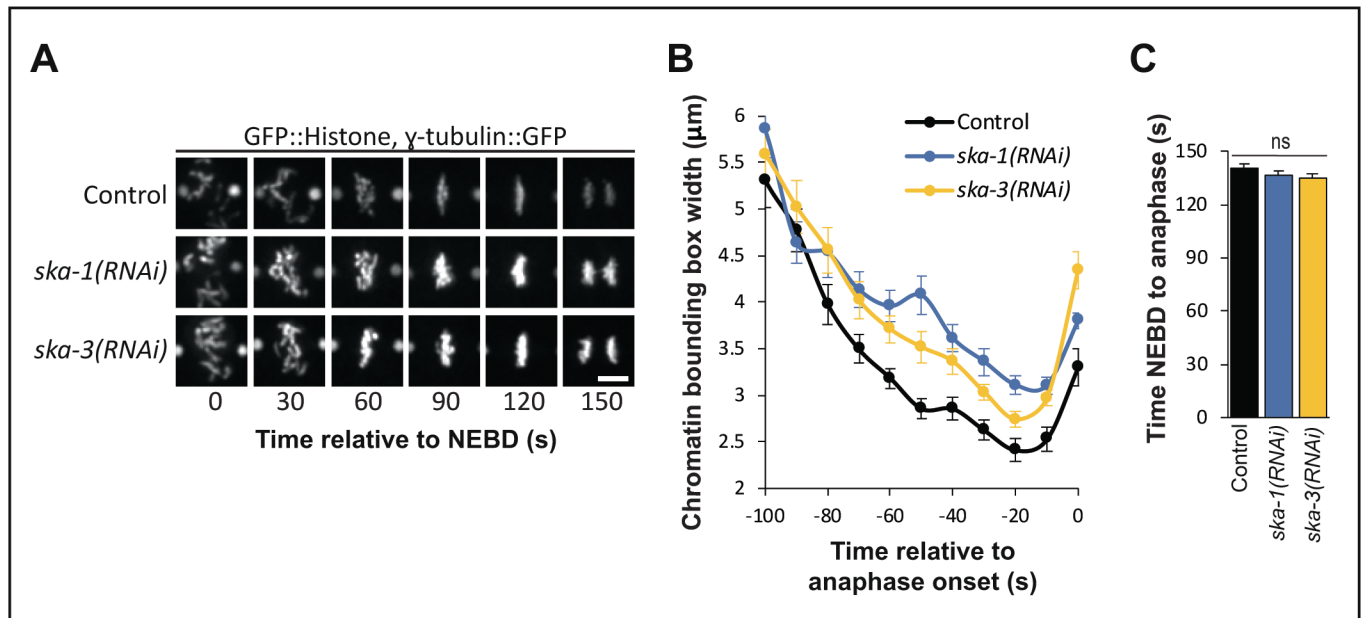 A
GFP::Histone, γ-tubulin::GFP
Control
ska-1(RNAi)
ska-3(RNAi)
0 30 60 90 120 150
Time relative to NEBD (s)
B
Chromatin bounding box width (µm)
6
5.5
5
4.5
4
3.5
3
2.5
2
Control
ska-1(RNAi)
ska-3(RNAi)
-100 -80 -60 -40 -20 0
Time relative to
anaphase onset (s)
C
Time NEBD to anaphase (s)
ns
150
120
90
60
30
0
Control
ska-1(RNAi)
ska-3(RNAi)